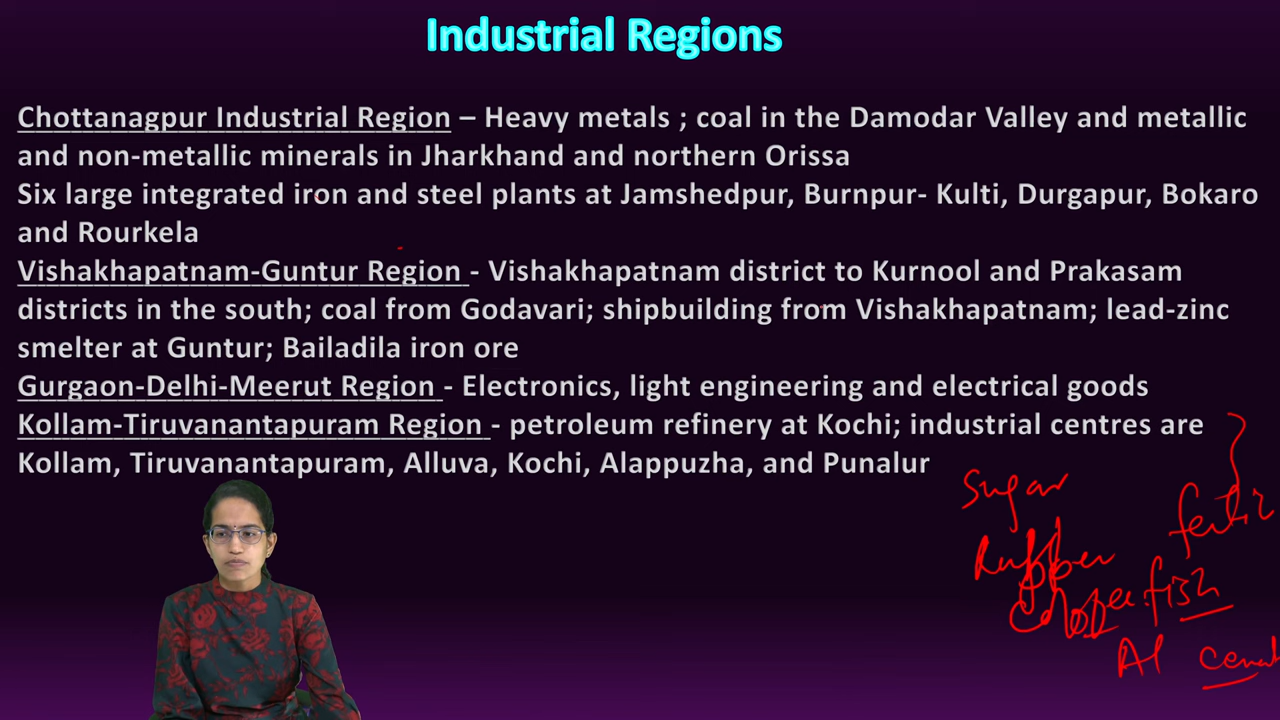 Industrial Regions
Chottanagpur Industrial Region – Heavy metals ; coal in the Damodar Valley and metallic
and non-metallic minerals in Jharkhand and northern Orissa
Six large integrated iron and steel plants at Jamshedpur, Burnpur- Kulti, Durgapur, Bokaro
and Rourkela
Vishakhapatnam-Guntur Region - Vishakhapatnam district to Kurnool and Prakasam
districts in the south; coal from Godavari; shipbuilding from Vishakhapatnam; lead-zinc
smelter at Guntur; Bailadila iron ore
Gurgaon-Delhi-Meerut Region - Electronics, light engineering and electrical goods
Kollam-Tiruvanantapuram Region - petroleum refinery at Kochi; industrial centres are
Kollam, Tiruvanantapuram, Alluva, Kochi, Alappuzha, and Punalur
Sugar
fish
Al